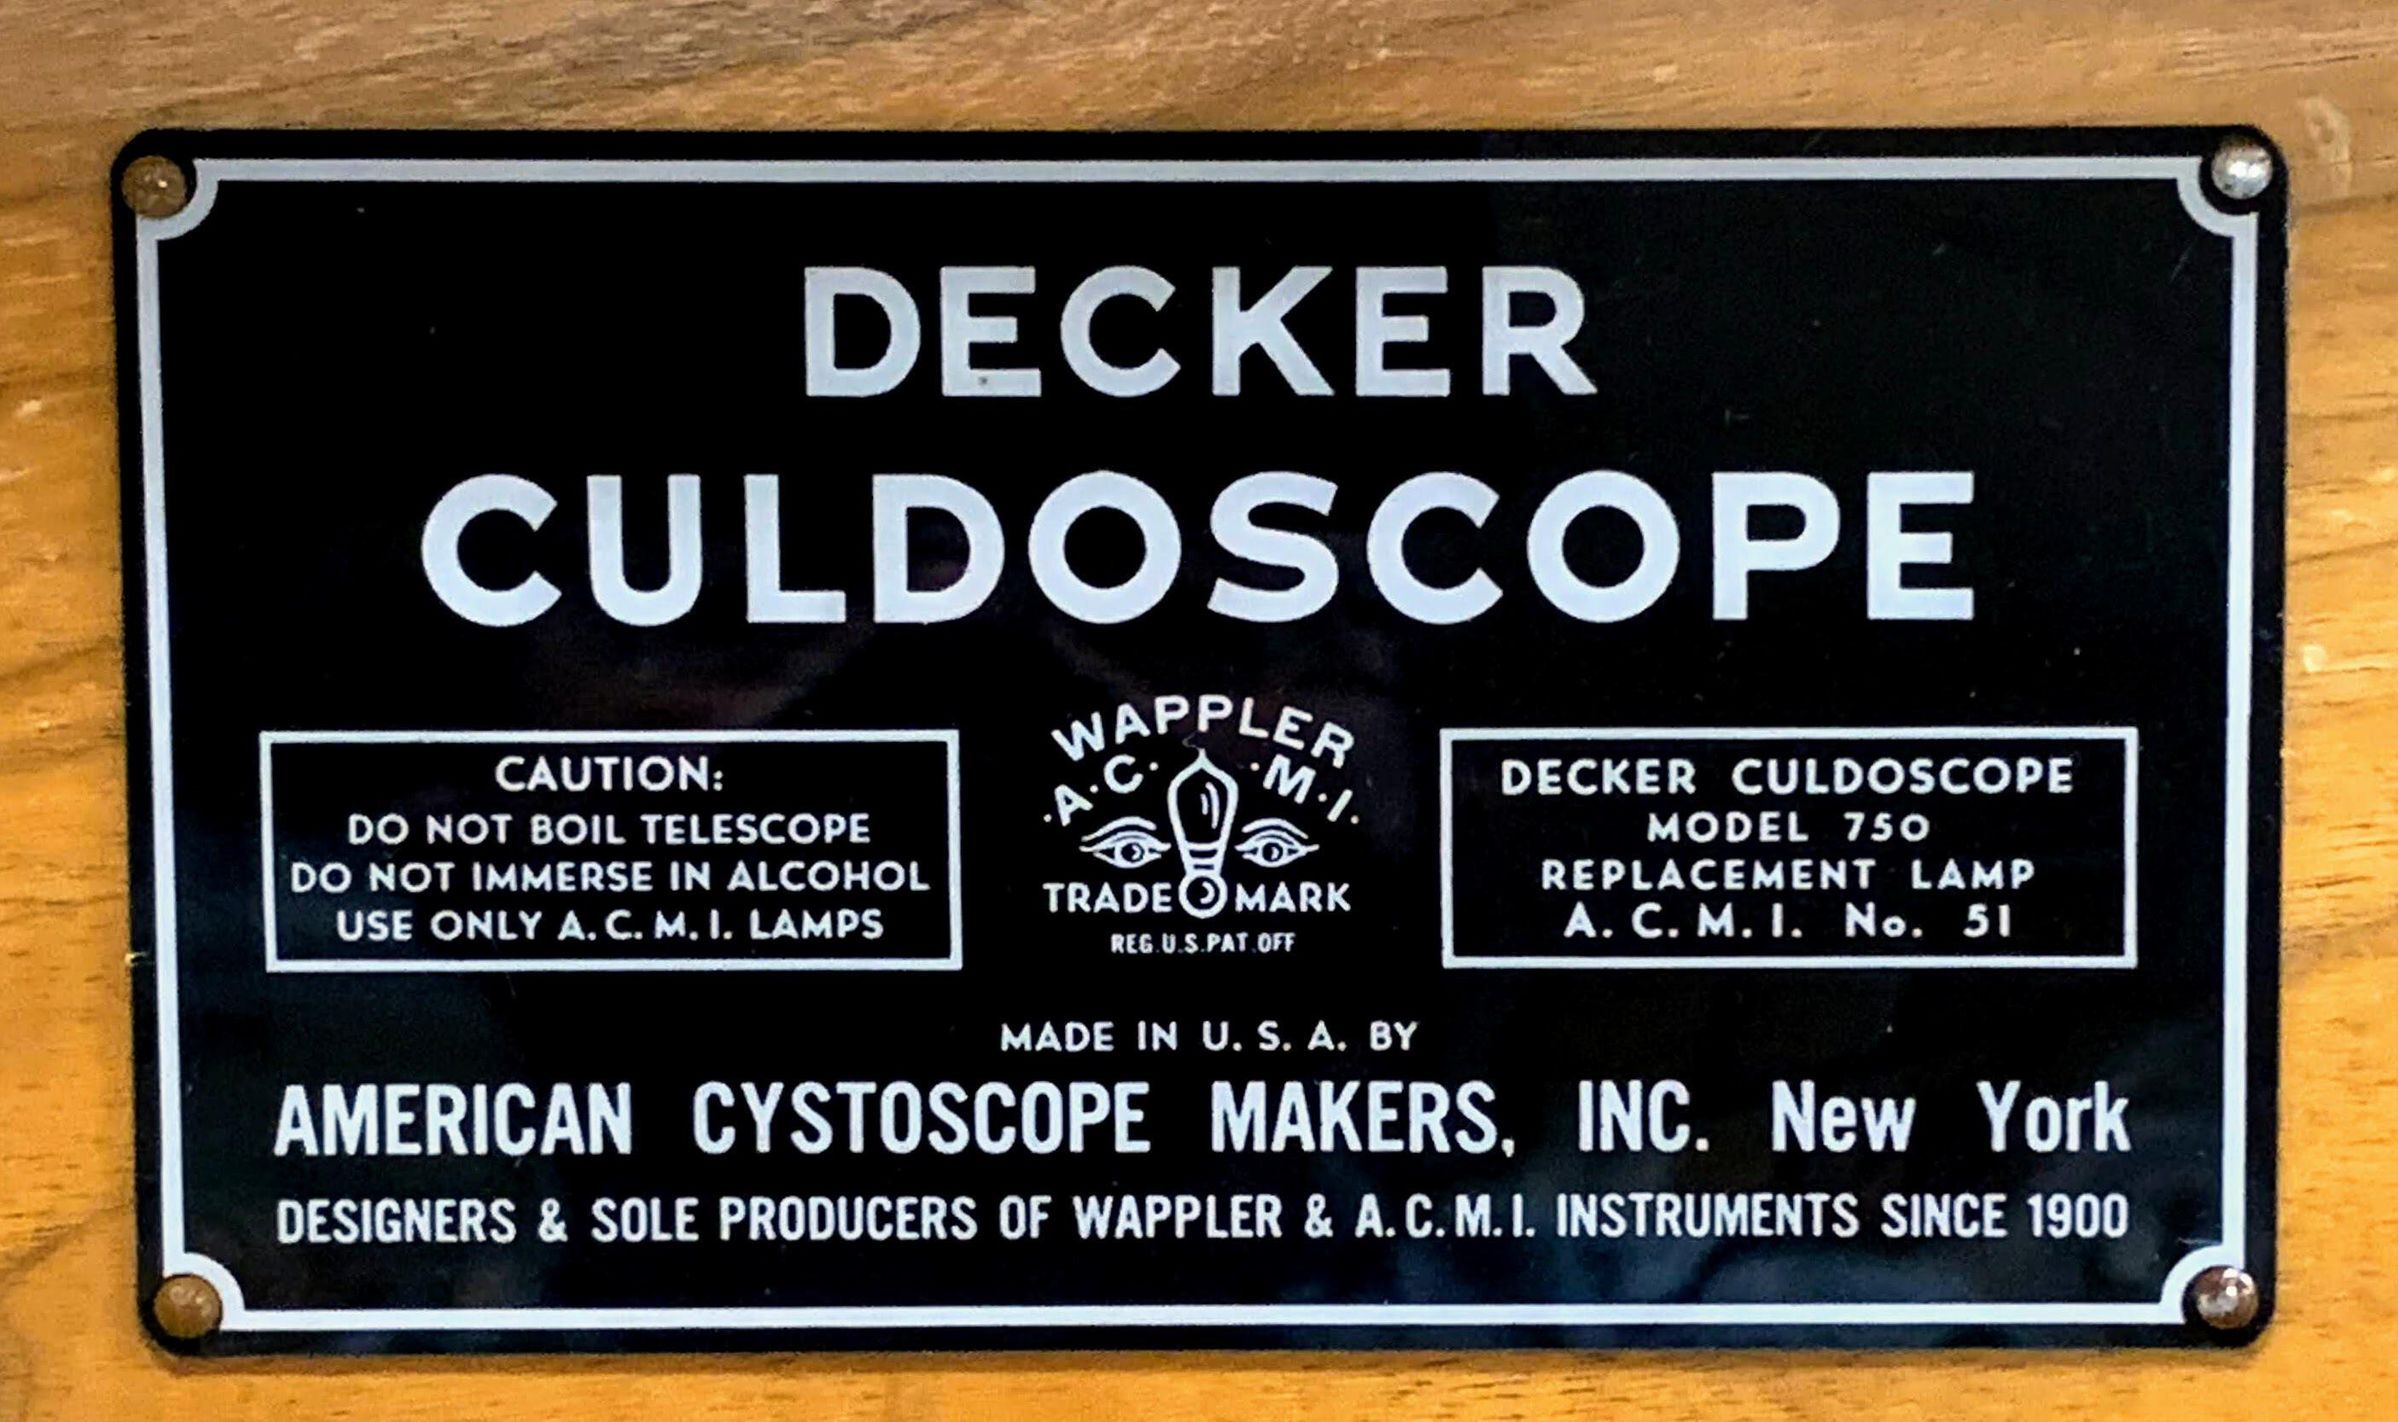 DECKER
CULDOSCOPE
CAUTION:
DO NOT BOIL TELESCOPE
DO NOT IMMERSE IN ALCOHOL
USE ONLY A.C.M.I. LAMPS
WAPPLER
·A·C· ·M·I·
TRADE MARK
REG.U.S.PAT.OFF
DECKER CULDOSCOPE
MODEL 750
REPLACEMENT LAMP
A. C. M. I. No. 51
MADE IN U. S. A. BY
AMERICAN CYSTOSCOPE MAKERS, INC. New York
DESIGNERS & SOLE PRODUCERS OF WAPPLER & A.C.M.I. INSTRUMENTS SINCE 1900